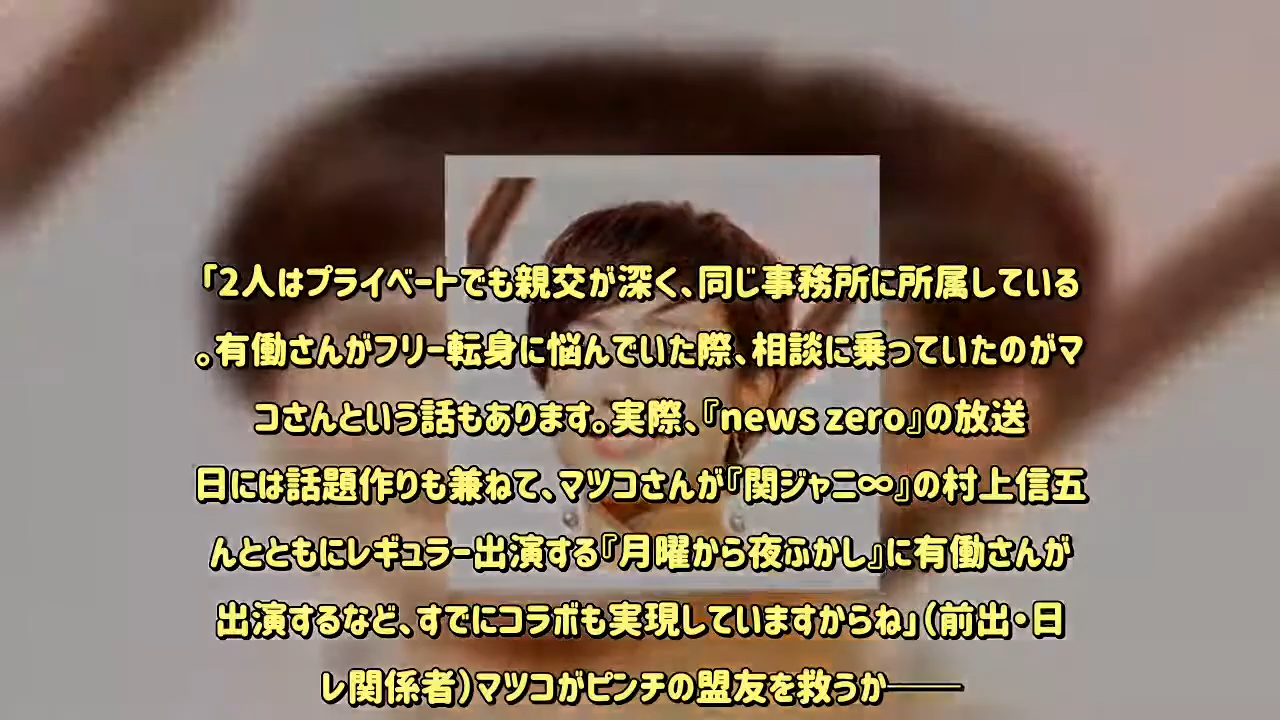 「2人はプライベートでも親交が深く、同じ事務所に所属している
。有働さんがフリー転身に悩んでいた際、相談に乗っていたのがマ
コさんという話もあります。実際、『news zero』の放送
日には話題作りも兼ねて、マツコさんが『関ジャニ∞』の村上信五
んとともにレギュラー出演する『月曜から夜ふかし』に有働さんが
出演するなど、すでにコラボも実現していますからね」（前出・日
レ関係者）マツコがピンチの盟友を救うか──